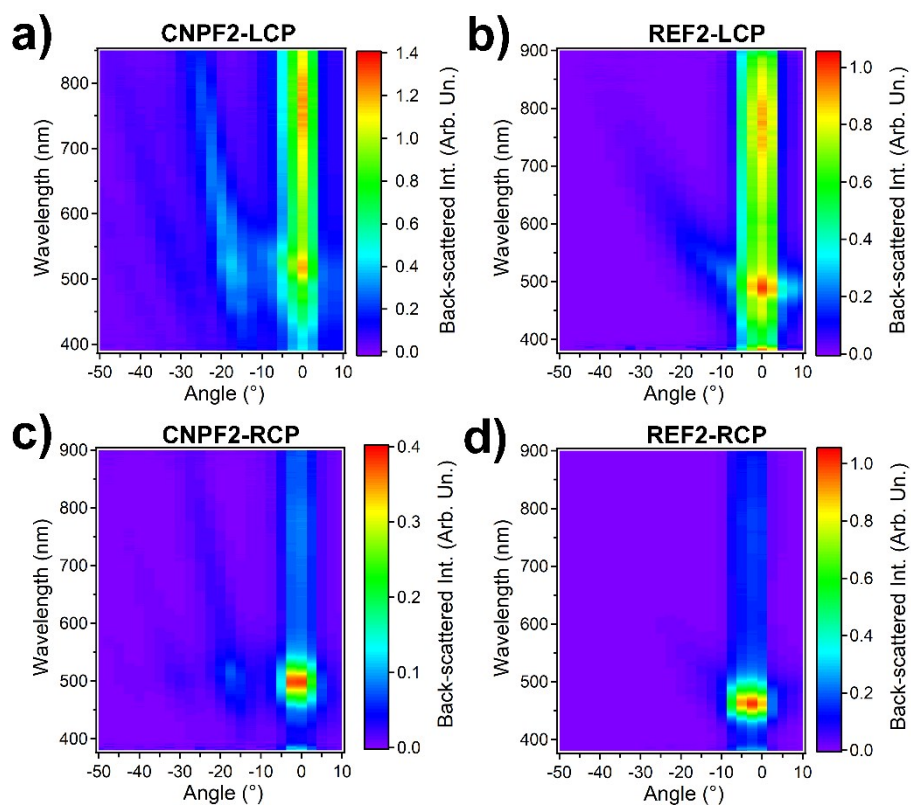 a)
CNPF2-LCP
Wavelength (nm)
800
700
600
500
400
-50 -40 -30 -20 -10 0 10
Angle (°)
1.4
1.2
1.0
0.8
0.6
0.4
0.2
0.0
Back-scattered Int. (Arb. Un.)
b)
REF2-LCP
Wavelength (nm)
900
800
700
600
500
400
-50 -40 -30 -20 -10 0 10
Angle (°)
1.0
0.8
0.6
0.4
0.2
0.0
Back-scattered Int. (Arb. Un.)
c)
CNPF2-RCP
Wavelength (nm)
900
800
700
600
500
400
-50 -40 -30 -20 -10 0 10
Angle (°)
0.4
0.3
0.2
0.1
0.0
Back-scattered Int. (Arb. Un.)
d)
REF2-RCP
Wavelength (nm)
900
800
700
600
500
400
-50 -40 -30 -20 -10 0 10
Angle (°)
1.0
0.8
0.6
0.4
0.2
0.0
Back-scattered Int. (Arb. Un.)